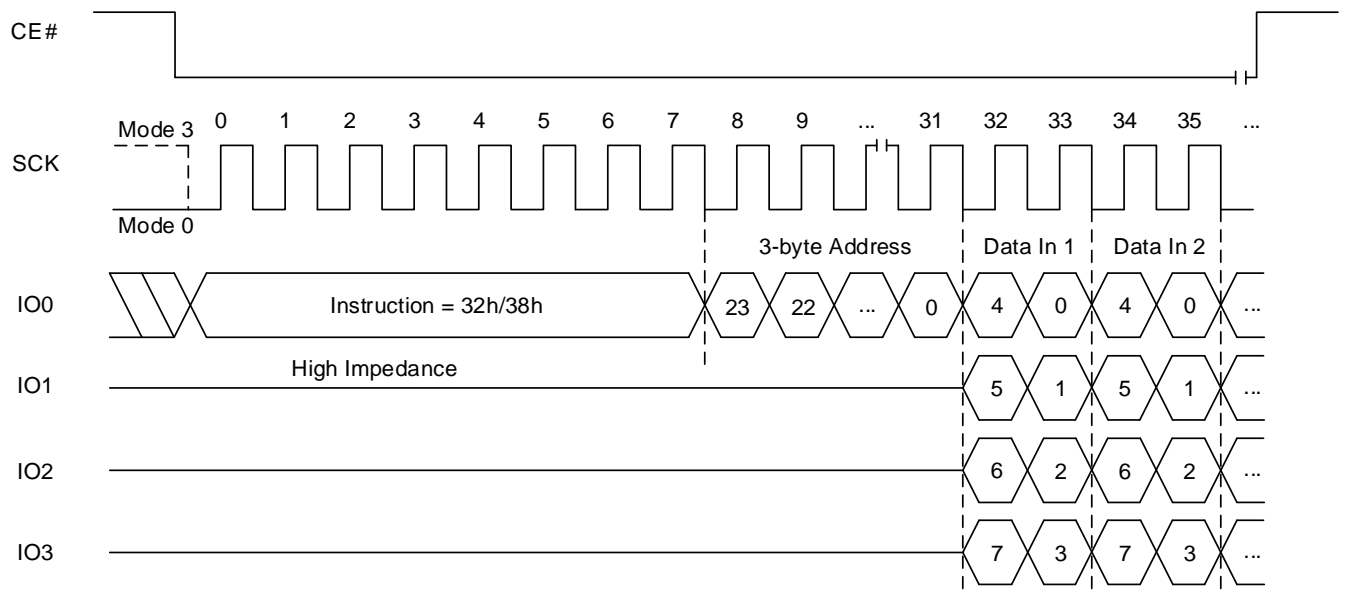 CE#
Mode 3 0 1 2 3 4 5 6 7 8 9 ... 31 32 33 34 35 ...
SCK
Mode 0
3-byte Address Data In 1 Data In 2
IO0 Instruction = 32h/38h 23 22 ... 0 4 0 4 0 ...
High Impedance
IO1 5 1 5 1 ...
IO2 6 2 6 2 ...
IO3 7 3 7 3 ...